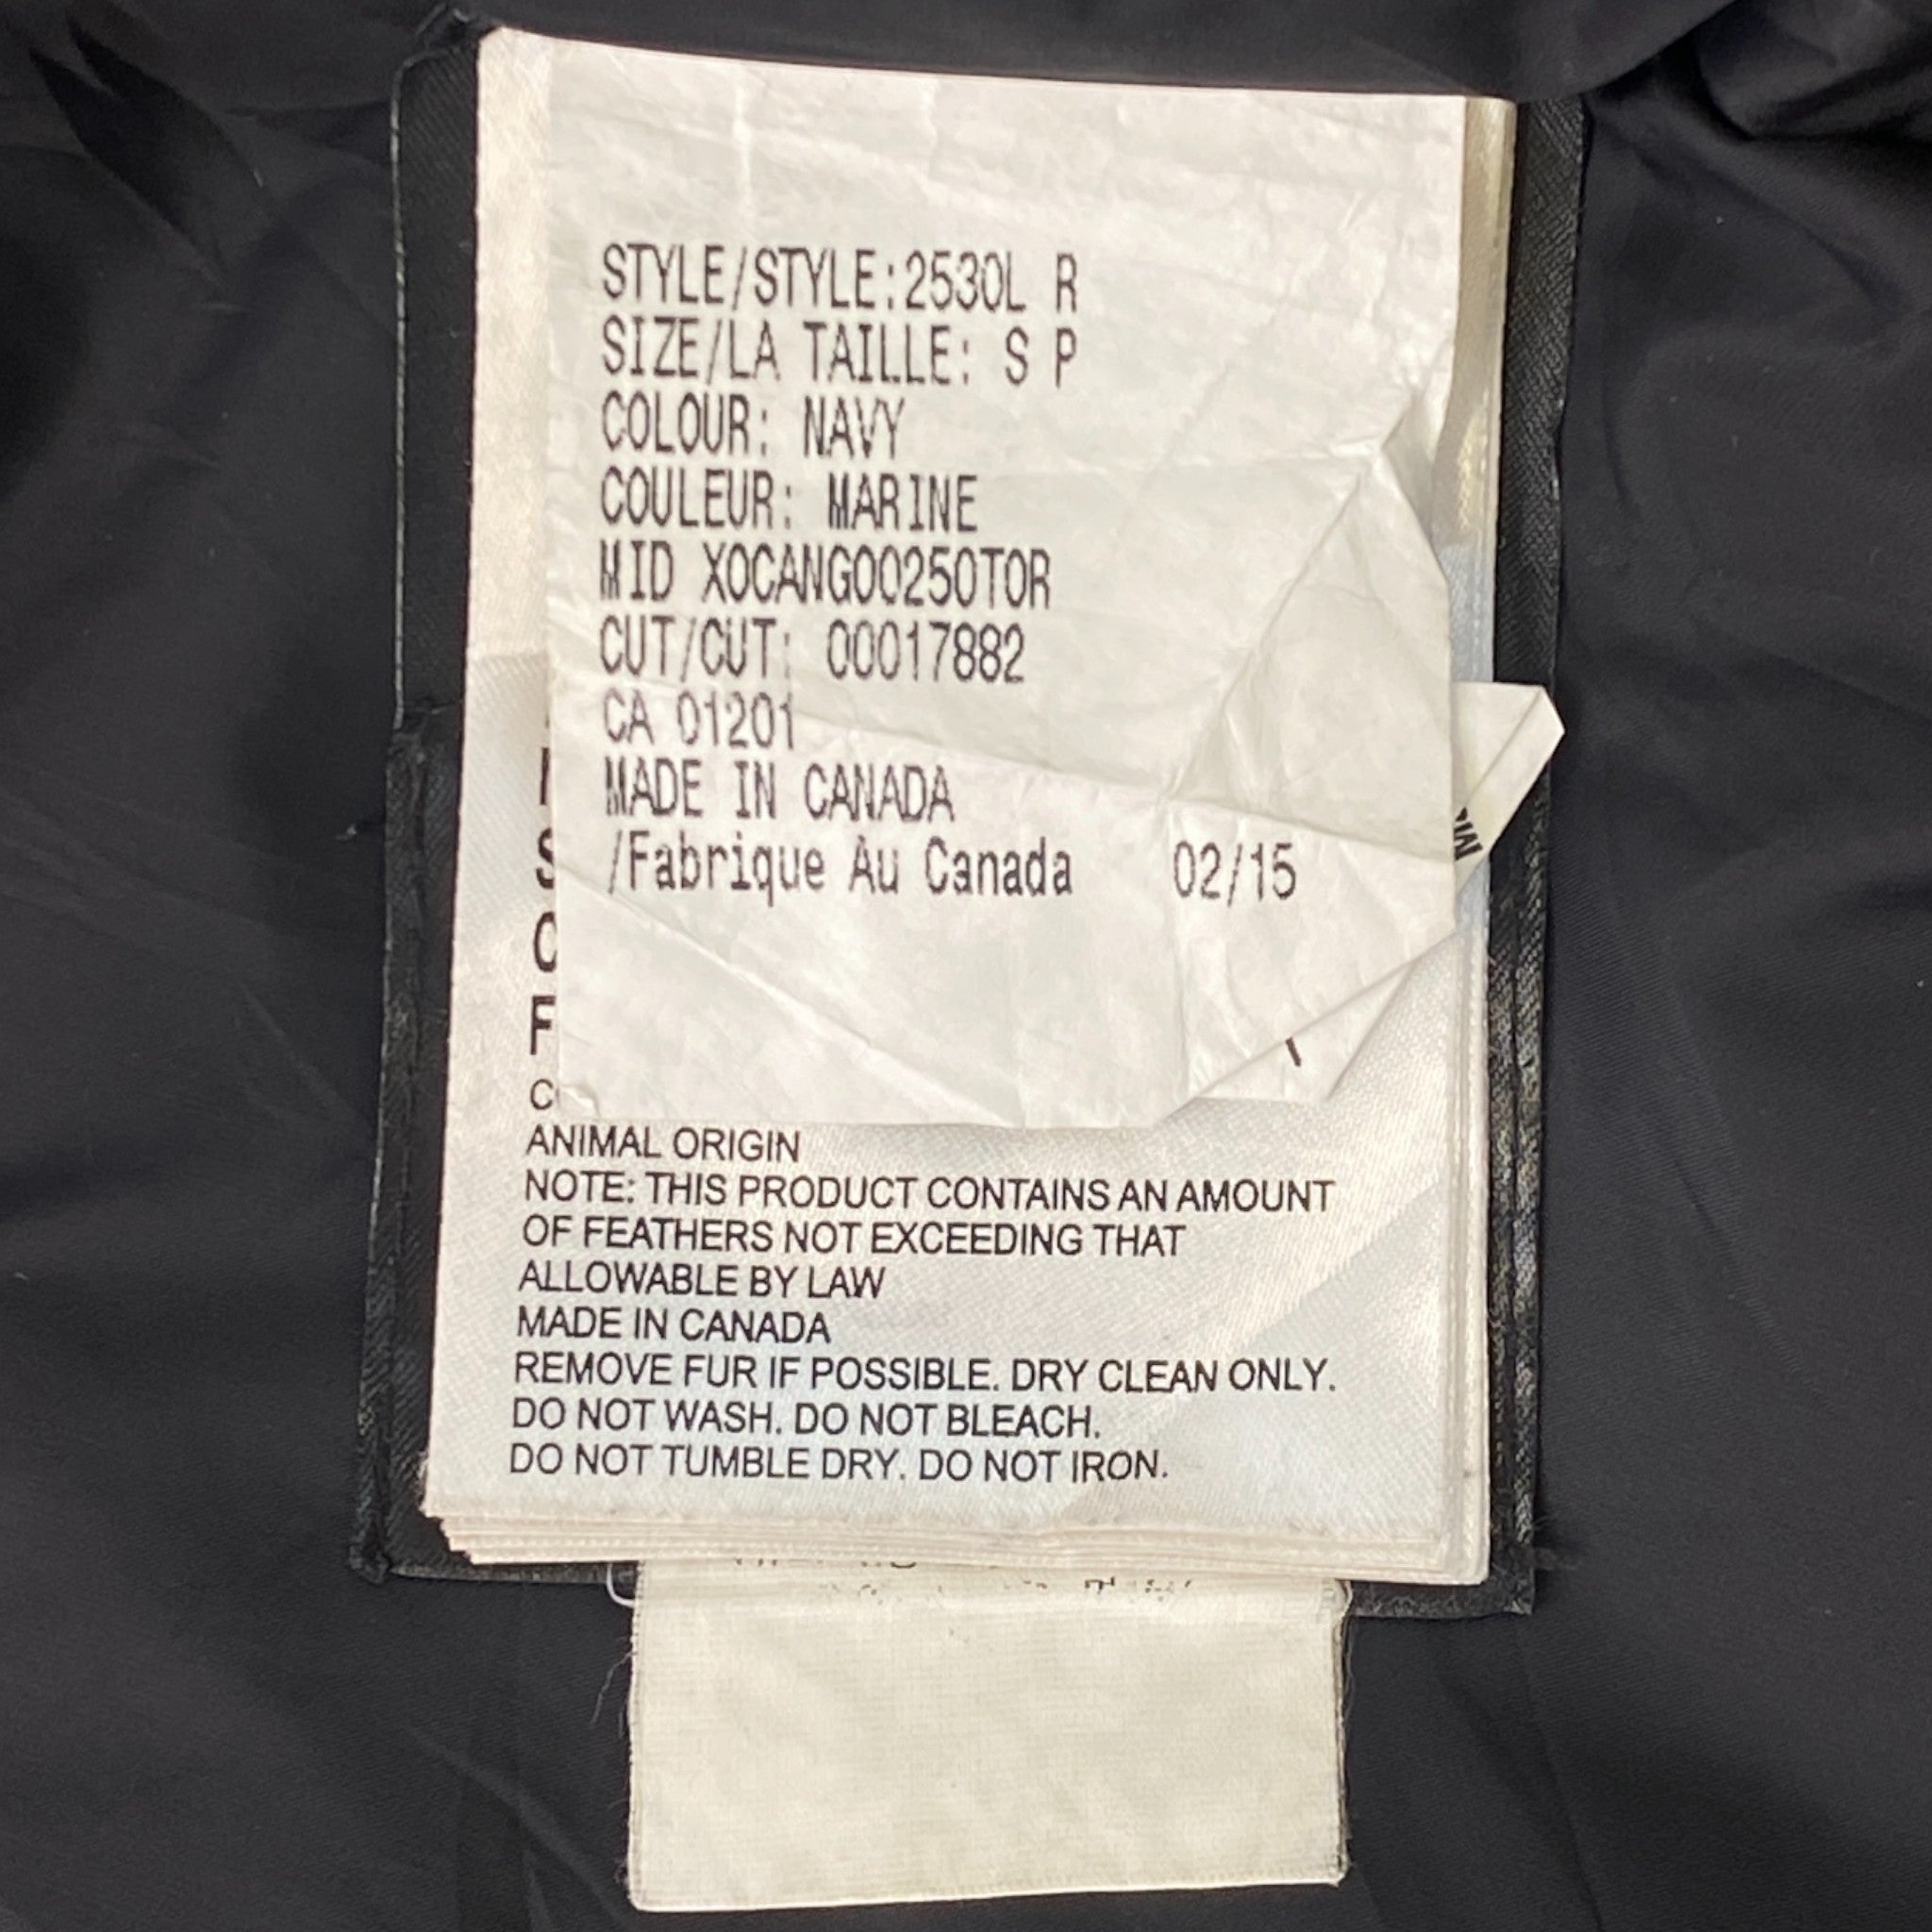 STYLE/STYLE:2530L R
SIZE/LA TAILLE: S P
COLOUR: NAVY
COULEUR: MARINE
MID XOCANGOO250TOR
CUT/CUT: 00017882
CA 01201
MADE IN CANADA
/Fabrique Au Canada 02/15
ANIMAL ORIGIN
NOTE: THIS PRODUCT CONTAINS AN AMOUNT
OF FEATHERS NOT EXCEEDING THAT
ALLOWABLE BY LAW
MADE IN CANADA
REMOVE FUR IF POSSIBLE. DRY CLEAN ONLY.
DO NOT WASH. DO NOT BLEACH.
DO NOT TUMBLE DRY. DO NOT IRON.